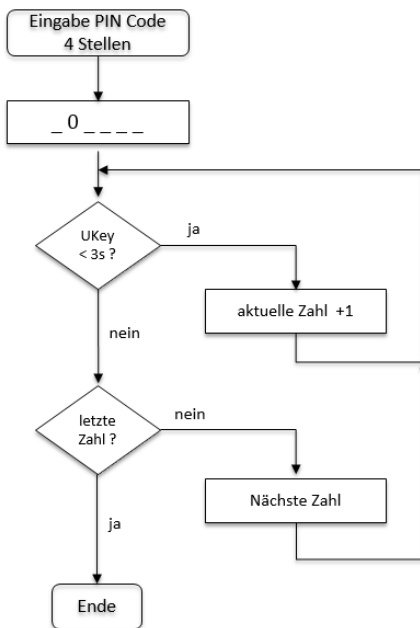 Eingabe PIN Code
4 Stellen
_ 0 _ _ _ _
UKey
< 3s ?
ja
aktuelle Zahl +1
nein
letzte
Zahl ?
nein
Nächste Zahl
ja
Ende